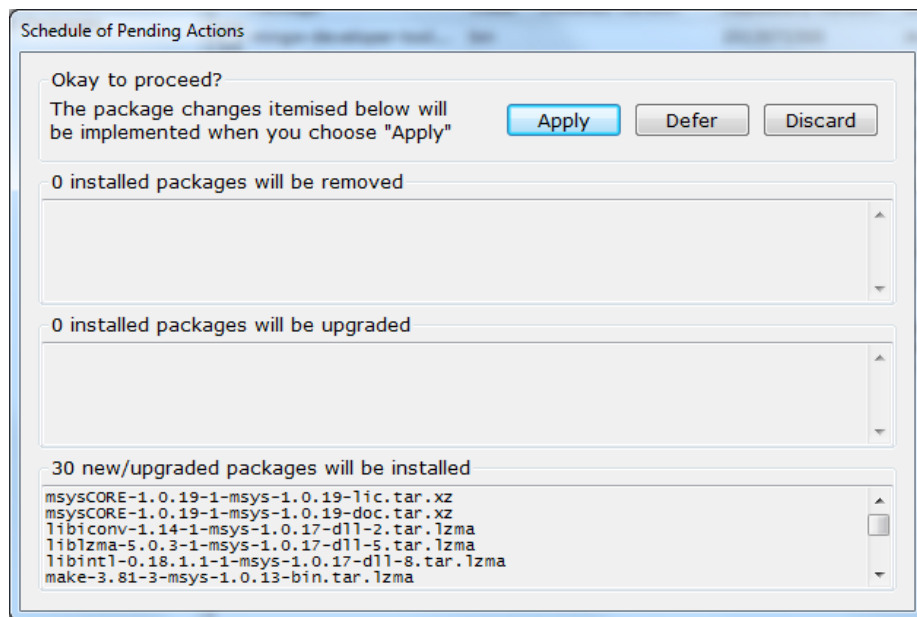 Schedule of Pending Actions
Okay to proceed?
The package changes itemised below will
be implemented when you choose "Apply"
Apply
Defer
Discard
0 installed packages will be removed
0 installed packages will be upgraded
30 new/upgraded packages will be installed
msysCORE-1.0.19-1-msys-1.0.19-lic.tar.xz
msysCORE-1.0.19-1-msys-1.0.19-doc.tar.xz
libiconv-1.14-1-msys-1.0.17-dll-2.tar.lzma
liblzma-5.0.3-1-msys-1.0.17-dll-5.tar.lzma
libintl-0.18.1.1-1-msys-1.0.17-dll-8.tar.lzma
make-3.81-3-msys-1.0.13-bin.tar.lzma